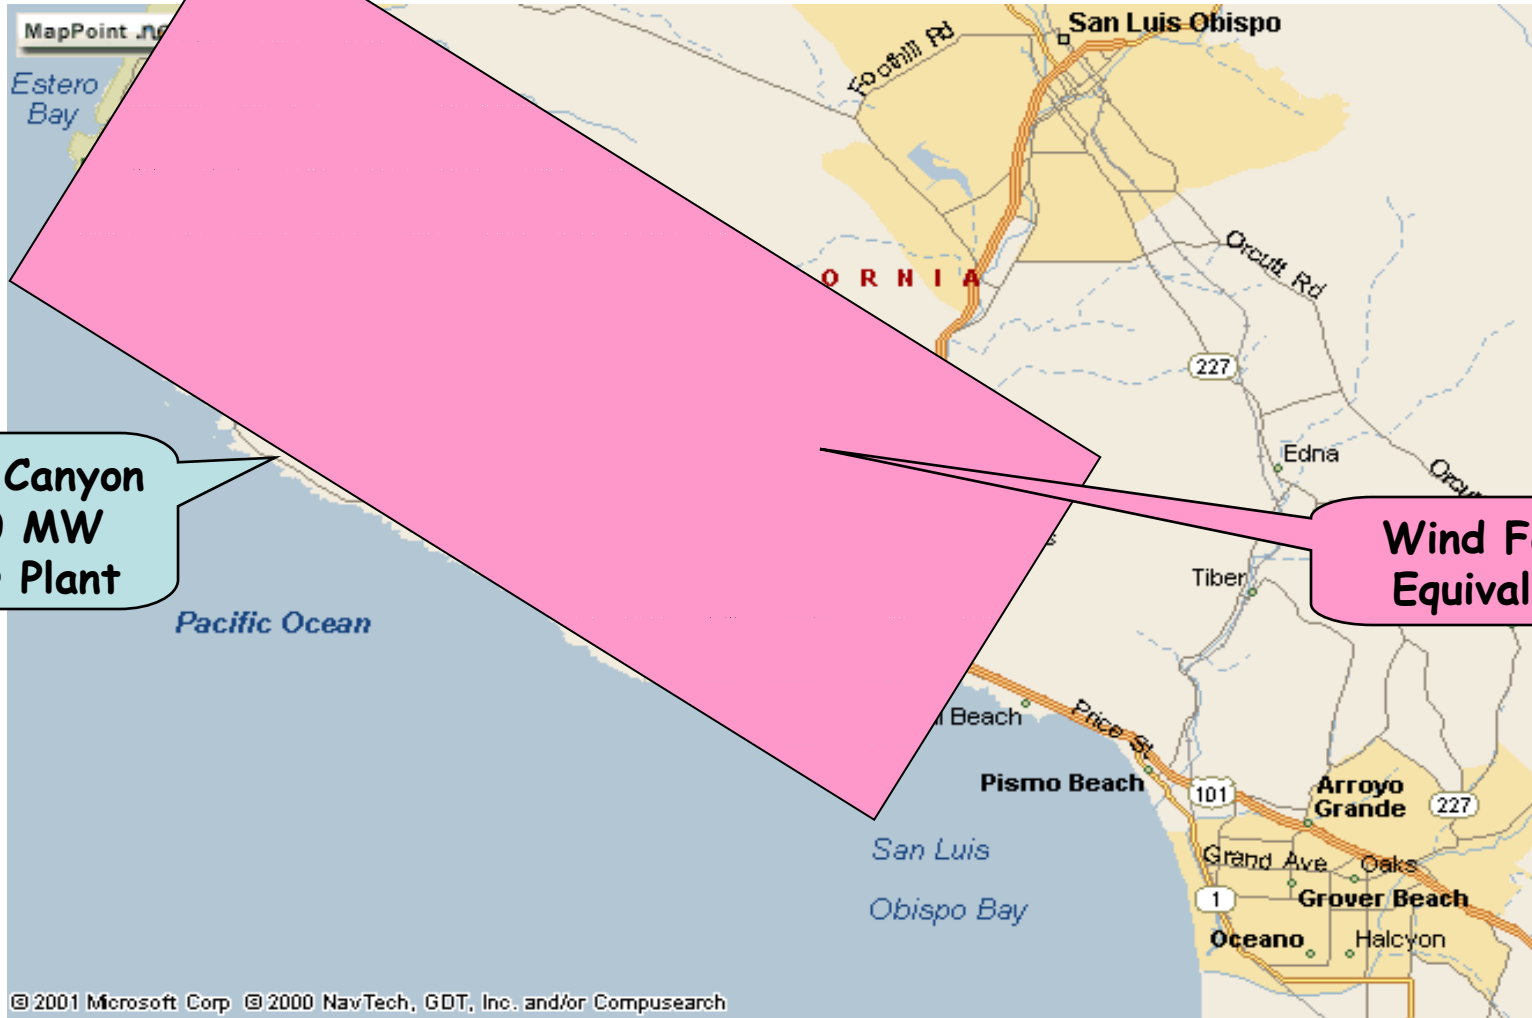 MapPoint .ne
San Luis Obispo
Foothill Rd
Estero
Bay
O R N I A
Orcutt Rd
227
Canyon
MW
Plant
Edna
Wind
Tiber
Pacific Ocean
Beach
Price St
Pismo Beach
101
Arroyo
Grande
227
San Luis
Grand Ave
Oaks
1
Grover Beach
Obispo Bay
Oceano
Halcyon
© 2001 Microsoft Corp © 2000 NavTech, GDT, Inc. and/or Compusearch